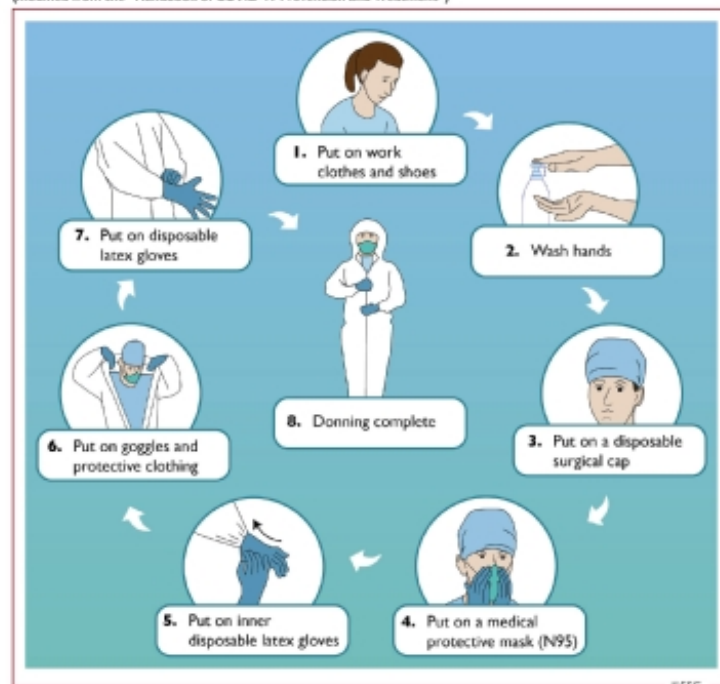 1. Put on work
clothes and shoes
2. Wash hands
3. Put on a disposable
surgical cap
4. Put on a medical
protective mask (N95)
5. Put on inner
disposable latex gloves
6. Put on goggles and
protective clothing
7. Put on disposable
latex gloves
8. Donning complete